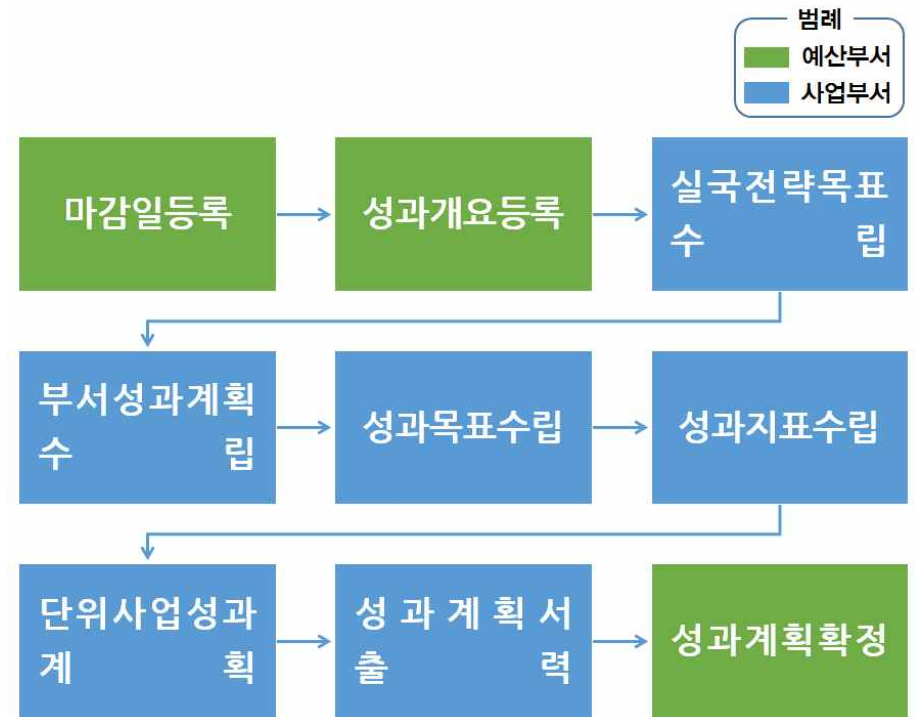 범례
예산부서
사업부서
마감일등록
성과개요등록
실국전략목표
수 립
부서성과계획
수 립
성과목표수립
성과지표수립
단위사업성과
계 획
성 과 계 획 서
출 력
성과계획확정